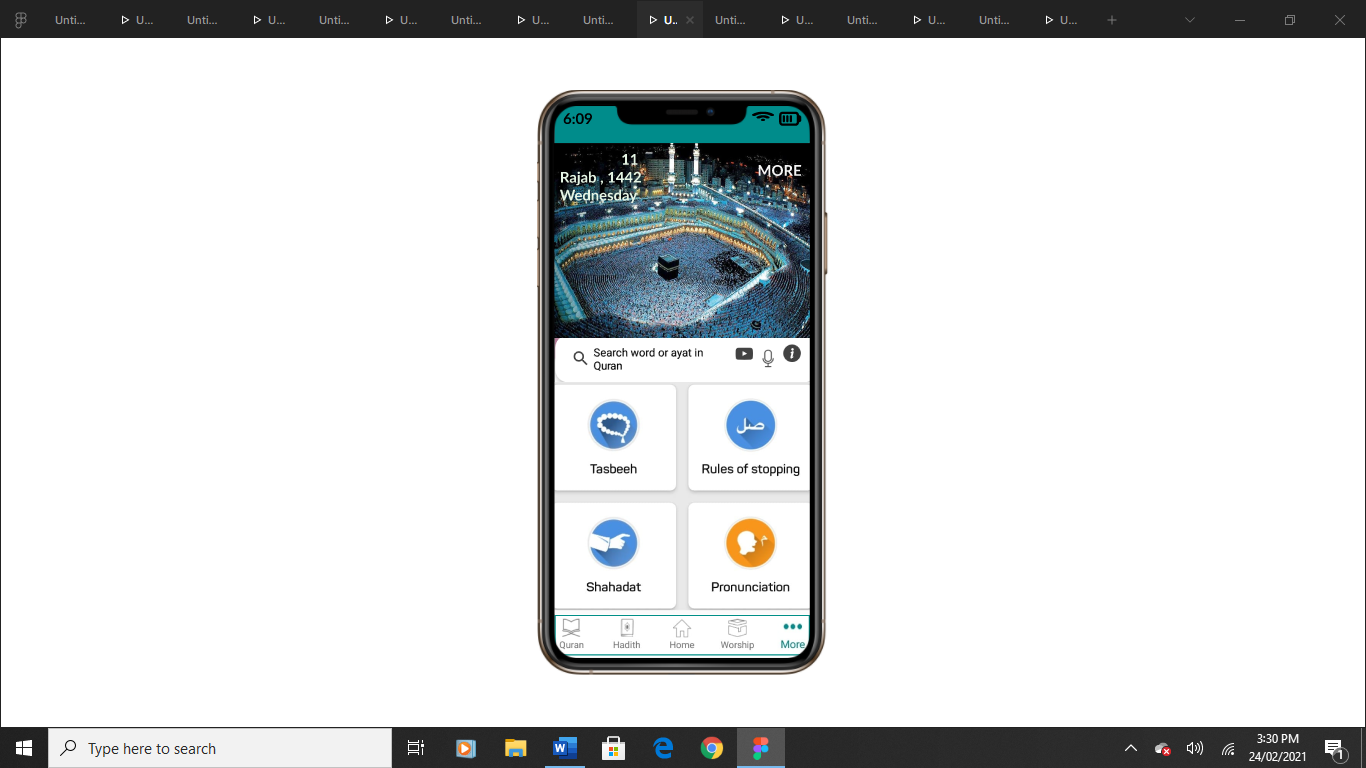 Unti... U... Unti... U... Unti... U... Unti... U... Unti... U.. Unti... U... Unti... U... Unti... U...
6:09
11
Rajab , 1442
Wednesday
MORE
Search word or ayat in
Quran
صل
Tasbeeh
Rules of stopping
م
Shahadat
Pronunciation
Quran Hadith Home Worship More
Type here to search
3:30 PM
24/02/2021
1